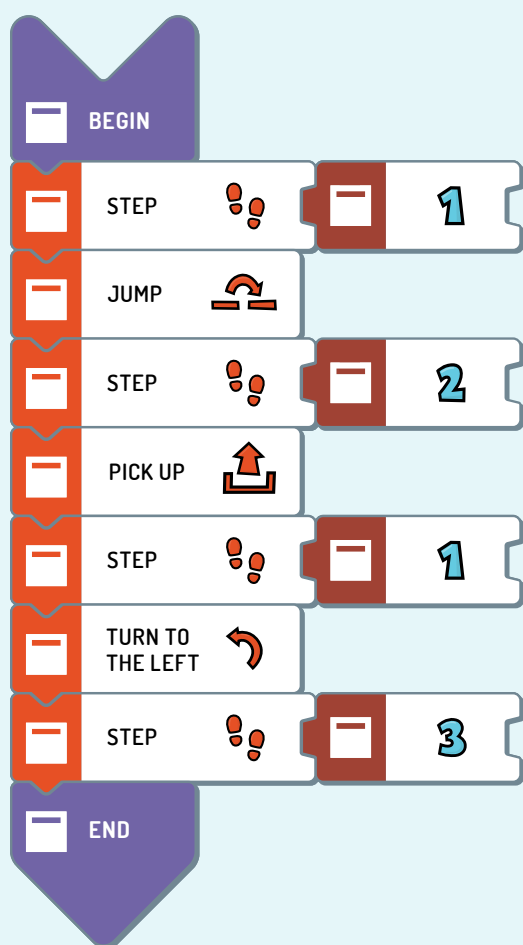 BEGIN
STEP 1
JUMP
STEP 2
PICK UP
STEP 1
TURN TO
THE LEFT
STEP 3
END